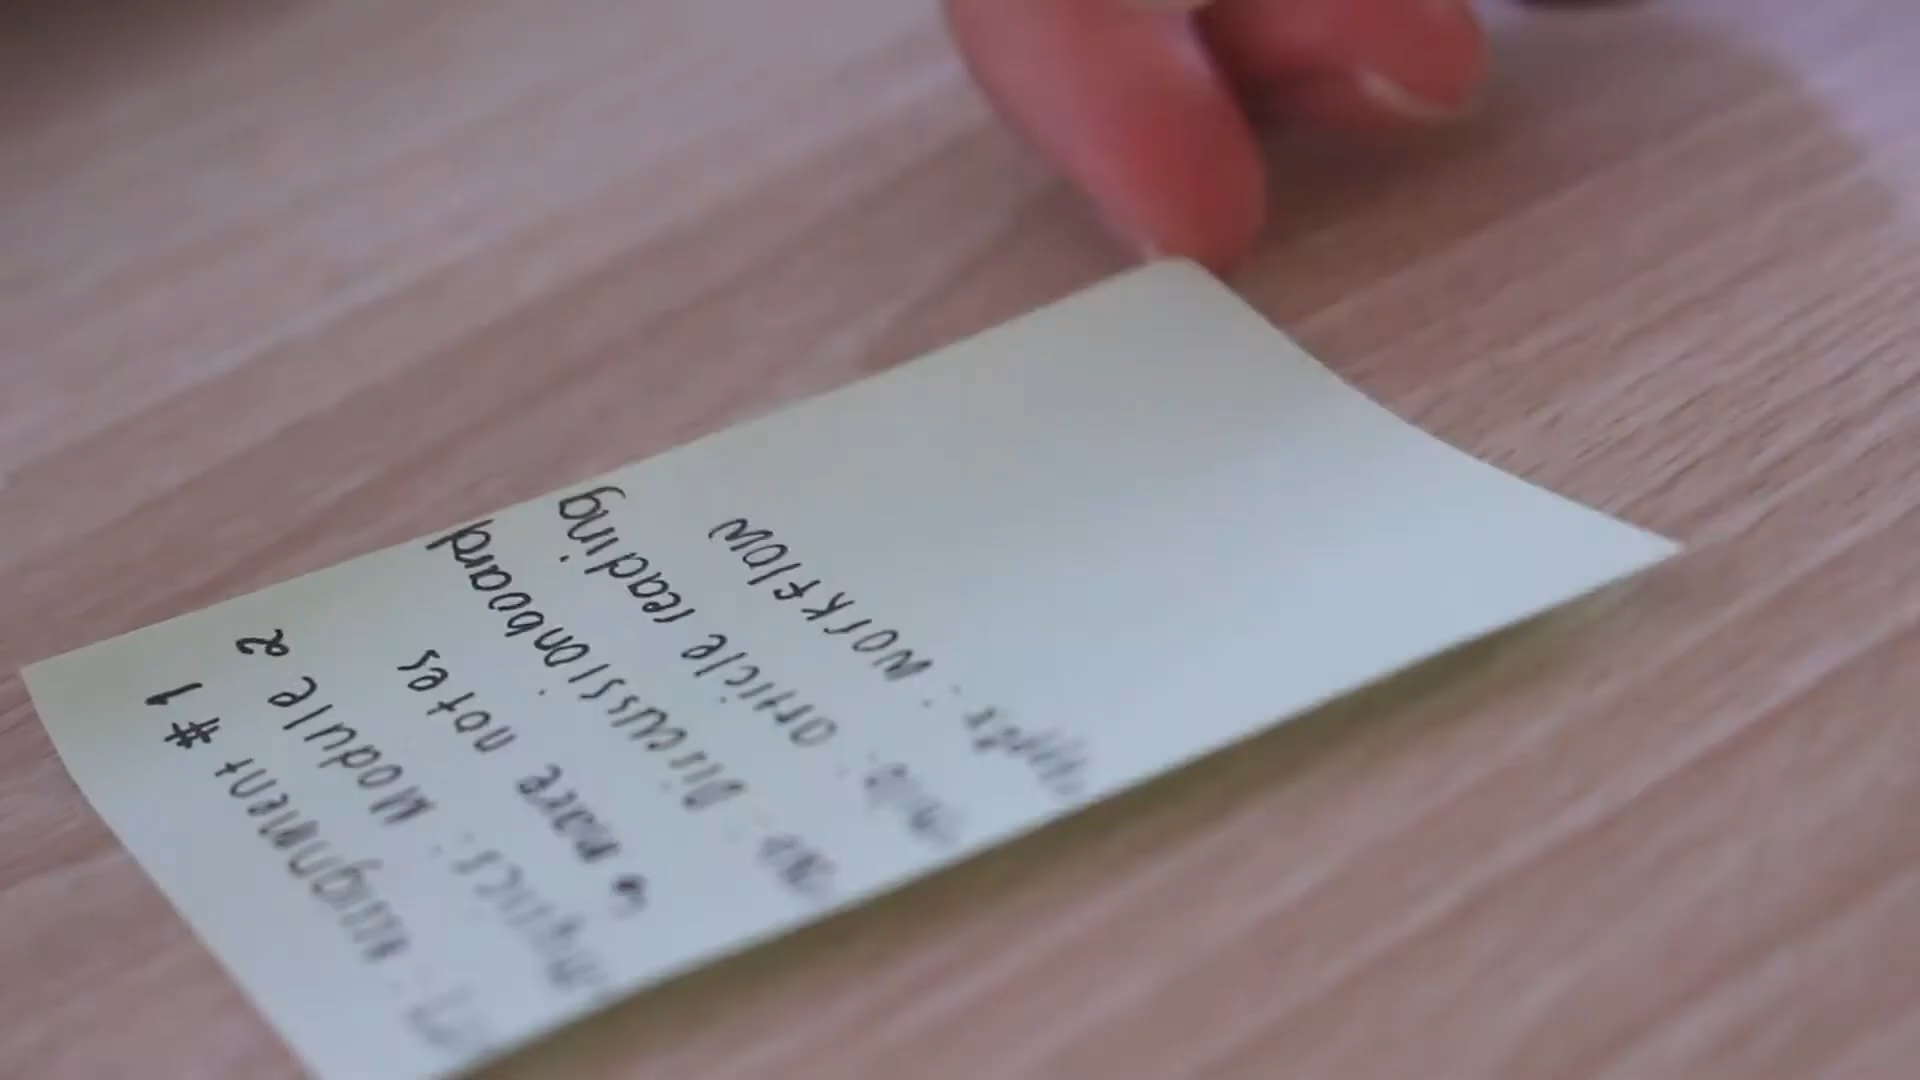 assignment #1
: Module 2
↳ make notes
: Discussionboard
: article reading
: workflow